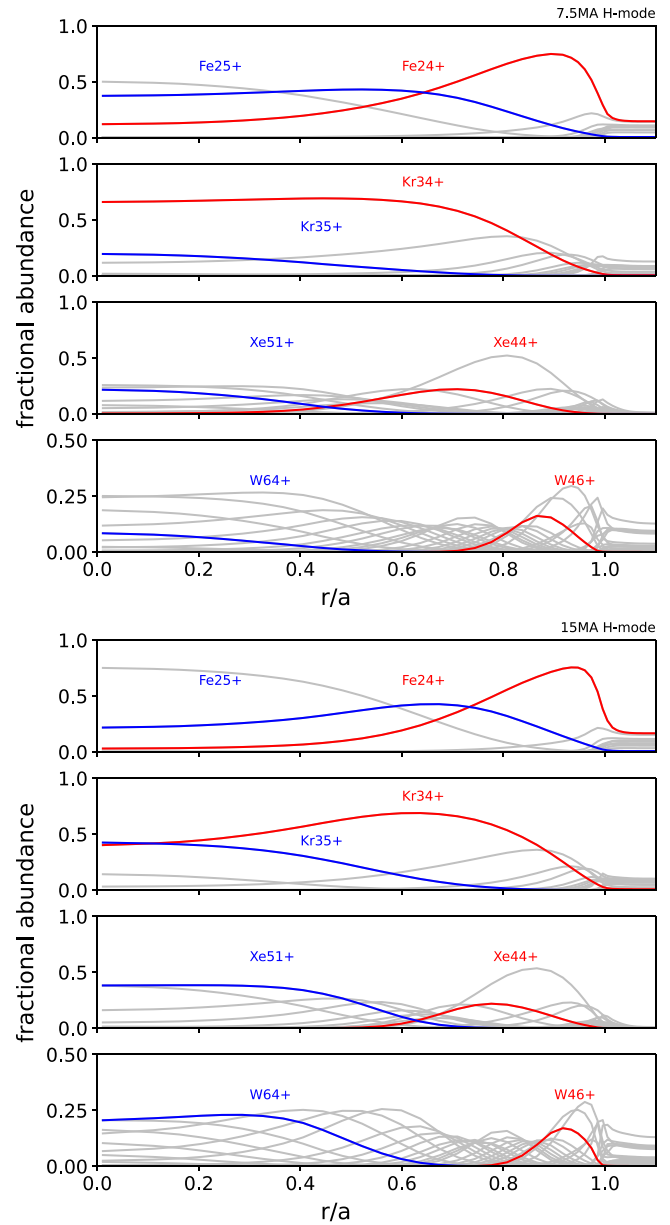 7.5MA H-mode
1.0
Fe25+ Fe24+
0.5
0.0
1.0
Kr34+
0.5
Kr35+
0.0
1.0
Xe51+ Xe44+
0.5
0.0
0.50
W64+ W46+
0.25
0.00
0.0 0.2 0.4 0.6 0.8 1.0
r/a
fractional abundance
15MA H-mode
1.0
Fe25+ Fe24+
0.5
0.0
1.0
Kr34+
0.5
Kr35+
0.0
1.0
Xe51+ Xe44+
0.5
0.0
0.50
W64+ W46+
0.25
0.00
0.0 0.2 0.4 0.6 0.8 1.0
r/a
fractional abundance